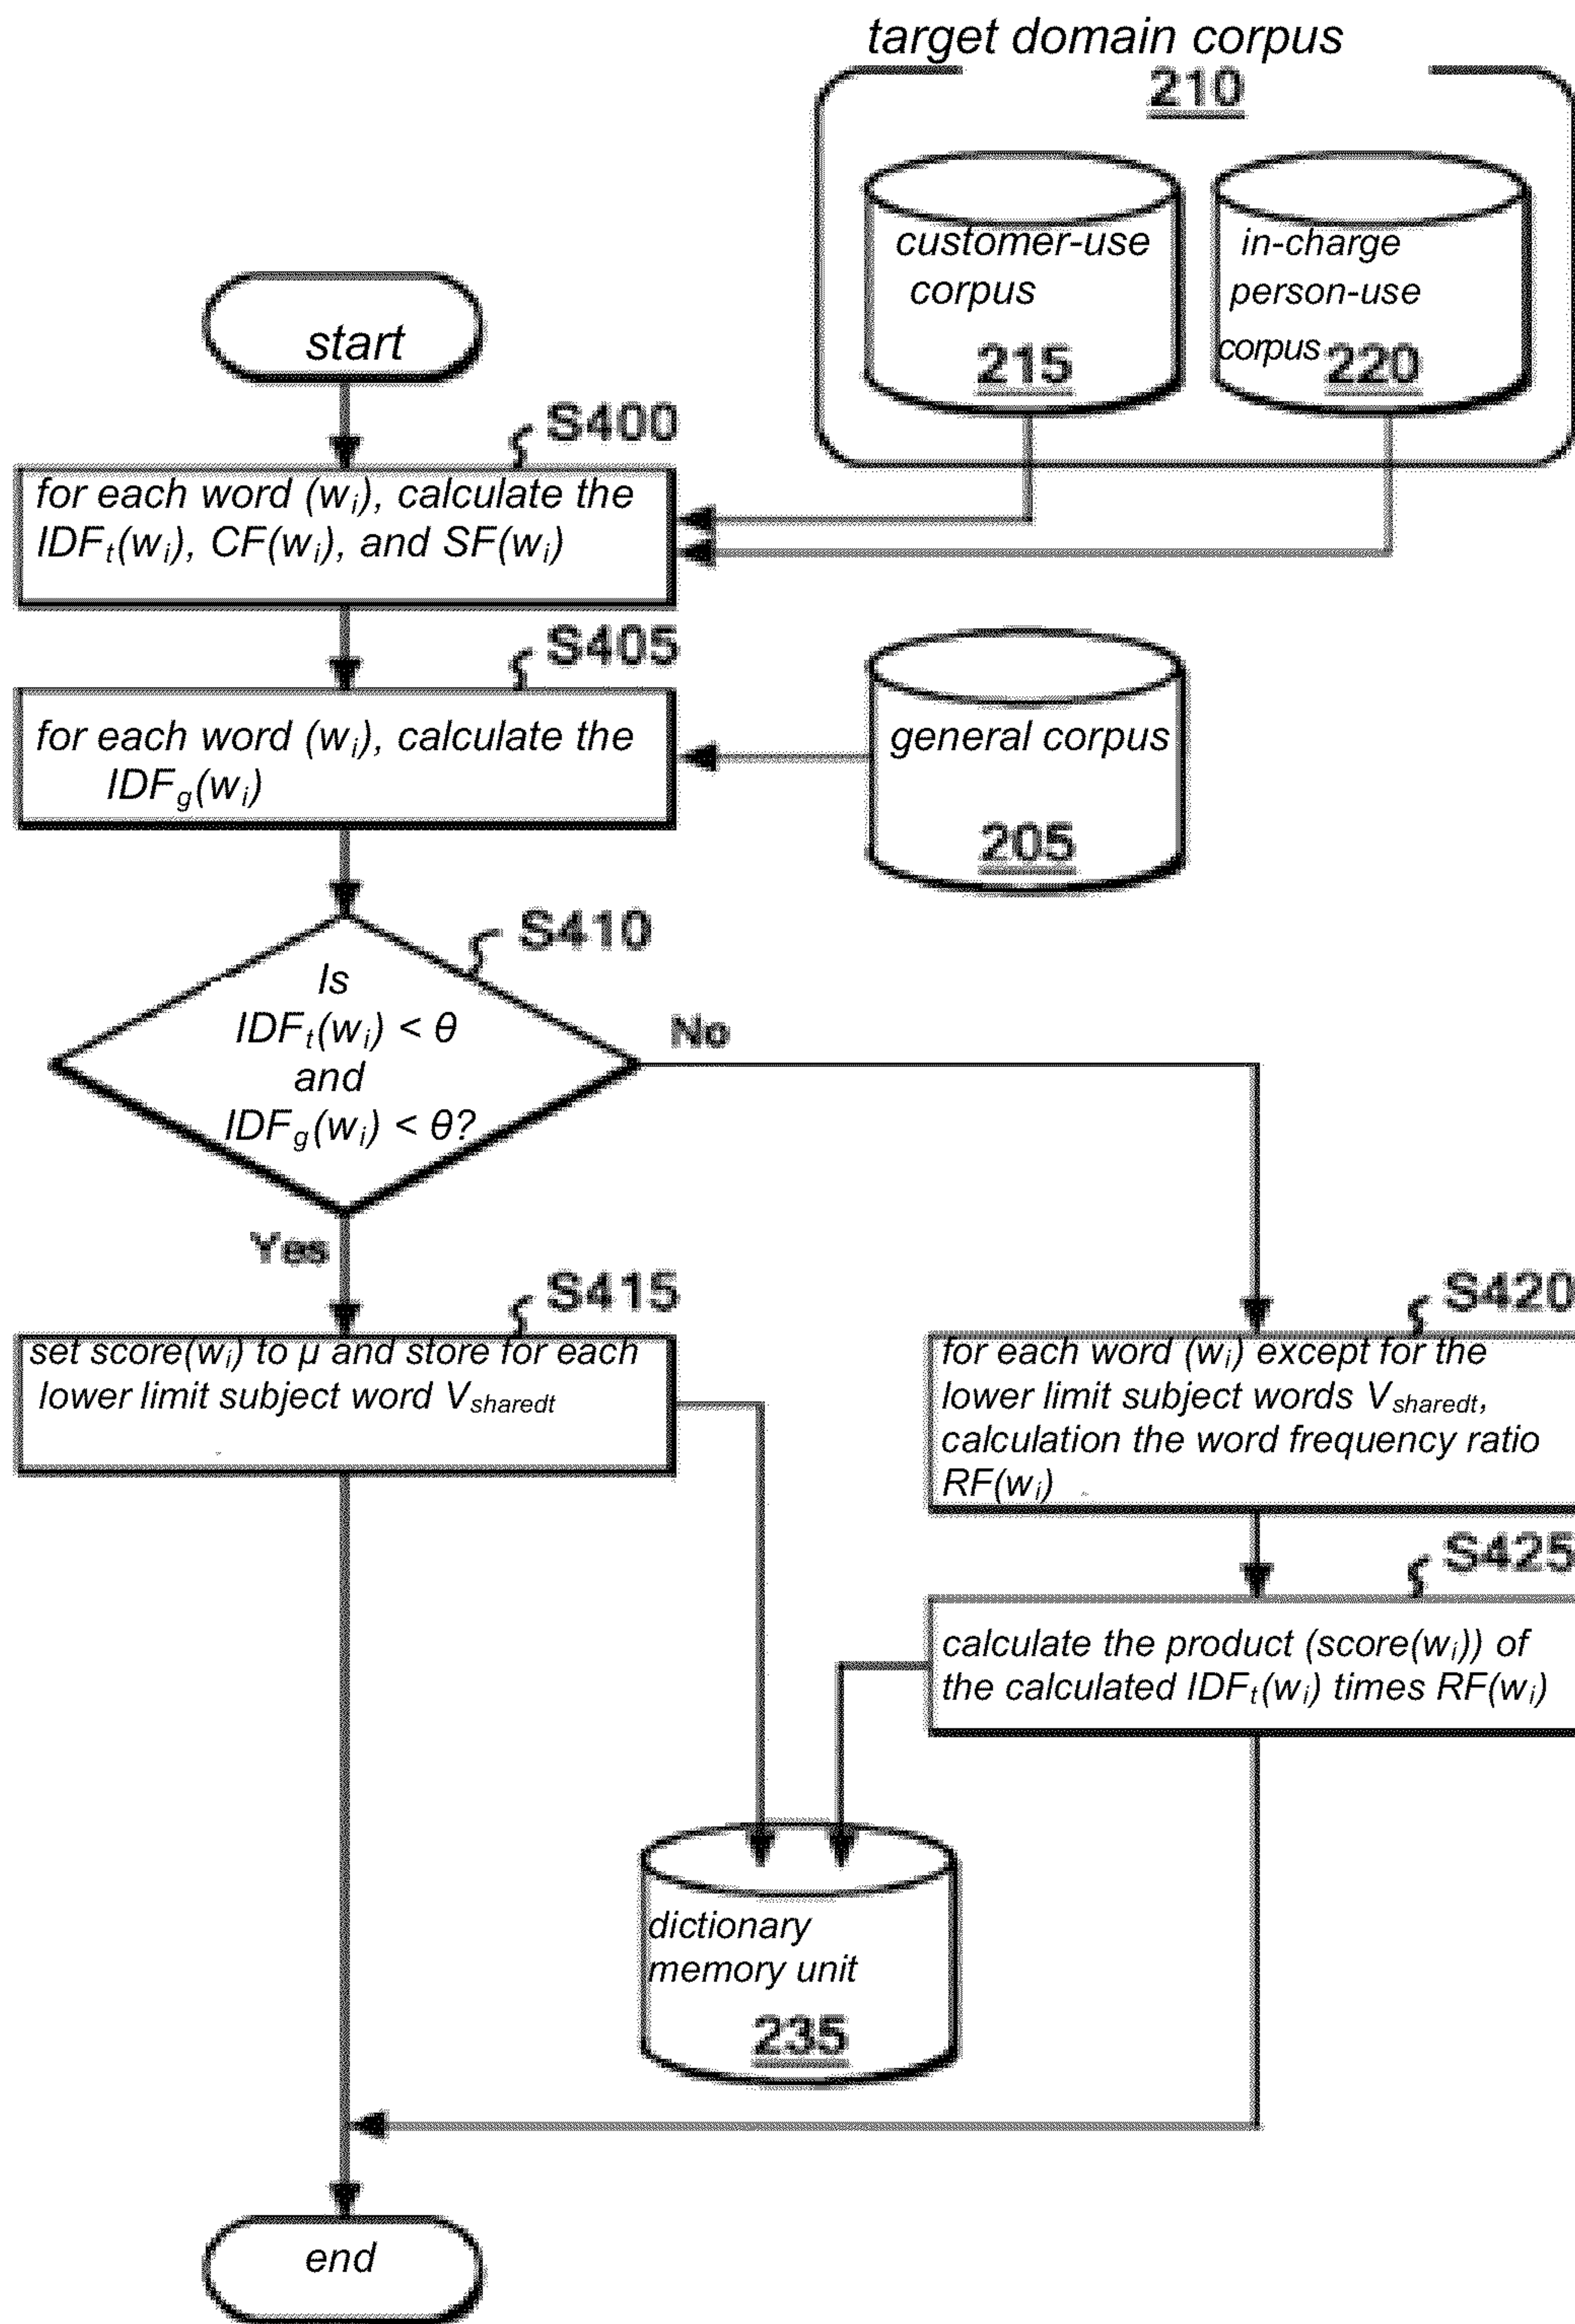 target domain corpus
210
customer-use
corpus
215
in-charge
person-use
corpus 220
start
S400
for each word (wᵢ), calculate the
IDFₜ(wᵢ), CF(wᵢ), and SF(wᵢ)
S405
for each word (wᵢ), calculate the
IDF_g(wᵢ)
general corpus
205
S410
Is
IDFₜ(wᵢ) < θ
and
IDF_g(wᵢ) < θ?
No
Yes
S415
set score(wᵢ) to μ and store for each
lower limit subject word V_sharedt
S420
for each word (wᵢ) except for the
lower limit subject words V_sharedt,
calculation the word frequency ratio
RF(wᵢ)
S425
calculate the product (score(wᵢ)) of
the calculated IDFₜ(wᵢ) times RF(wᵢ)
dictionary
memory unit
235
end